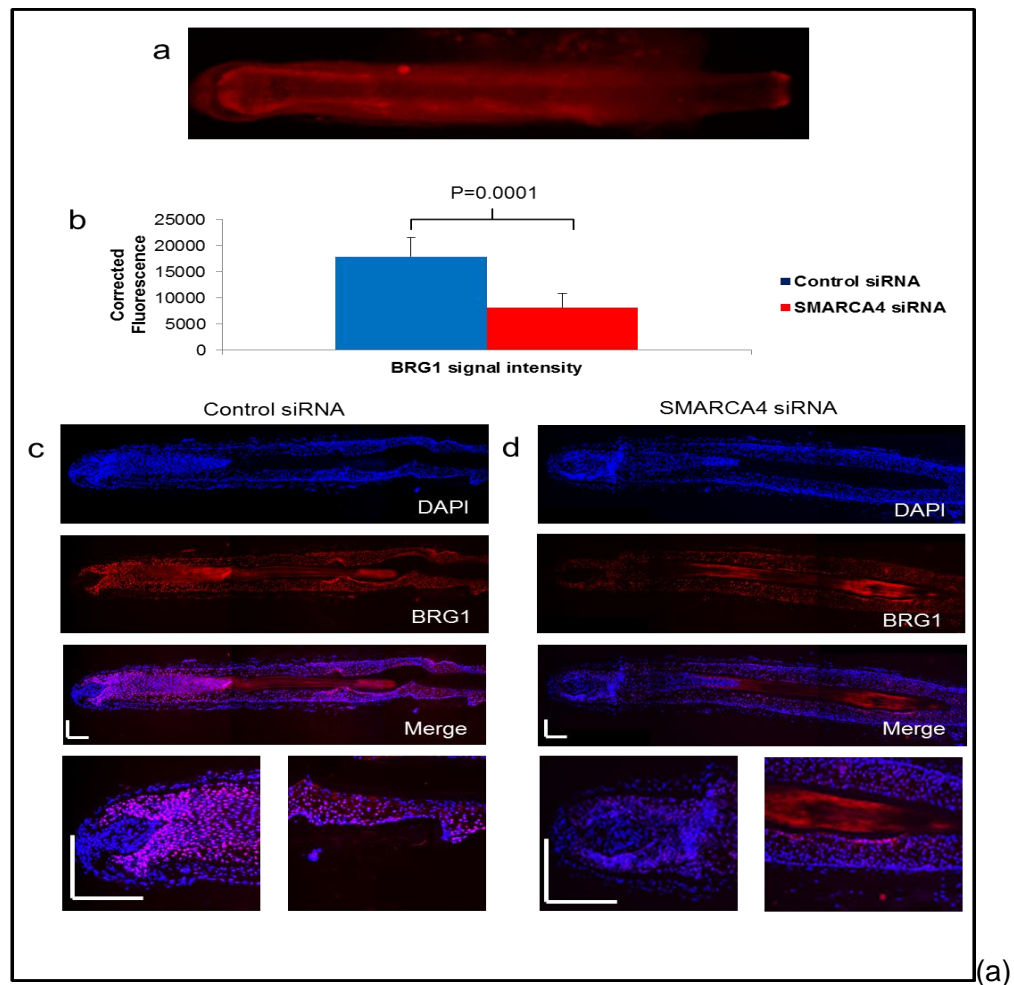 a
P=0.0001
b
25000
20000
15000
10000
5000
0
Corrected
Fluorescence
BRG1 signal intensity
Control siRNA
SMARCA4 siRNA
Control siRNA
SMARCA4 siRNA
c
DAPI
BRG1
Merge
d
DAPI
BRG1
Merge
(a)